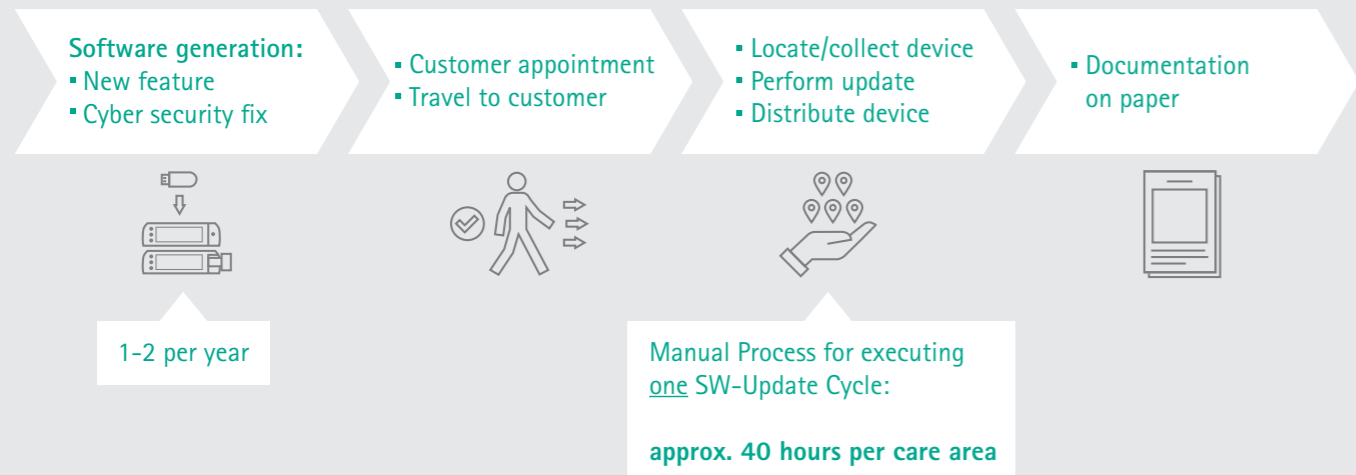 Software generation:
▪ New feature
▪ Cyber security fix
▪ Customer appointment
▪ Travel to customer
▪ Locate/collect device
▪ Perform update
▪ Distribute device
▪ Documentation
on paper
1-2 per year
Manual Process for executing
one SW-Update Cycle:
approx. 40 hours per care area